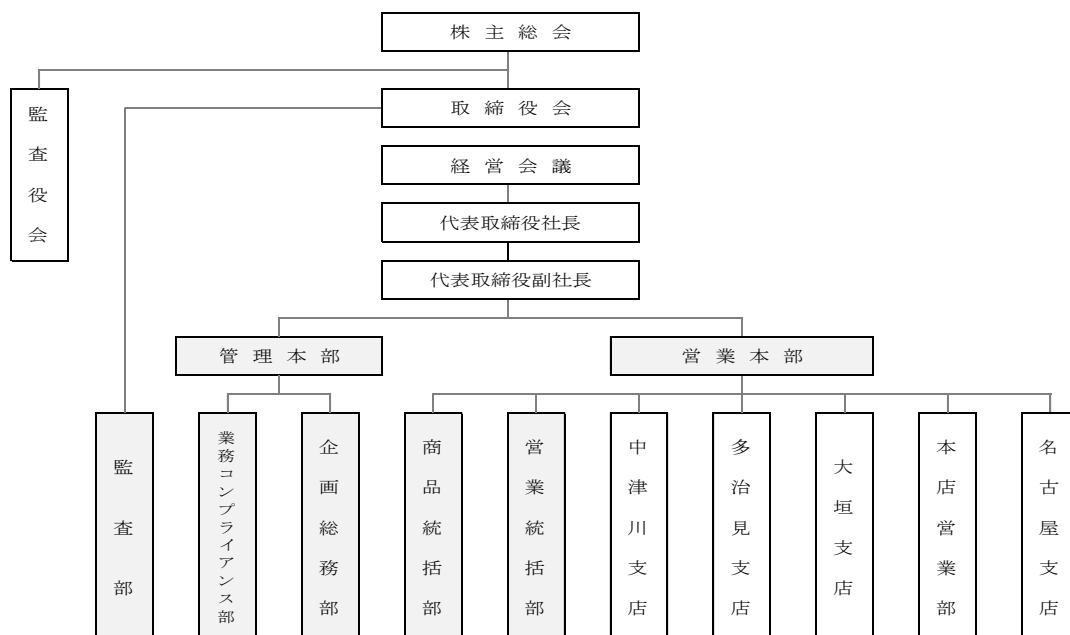 株主総会
監査役会
取締役会
経営会議
代表取締役社長
代表取締役副社長
管理本部
営業本部
監査部
業務コンプライアンス部
企画総務部
商品統括部
営業統括部
中津川支店
多治見支店
大垣支店
本店営業部
名古屋支店